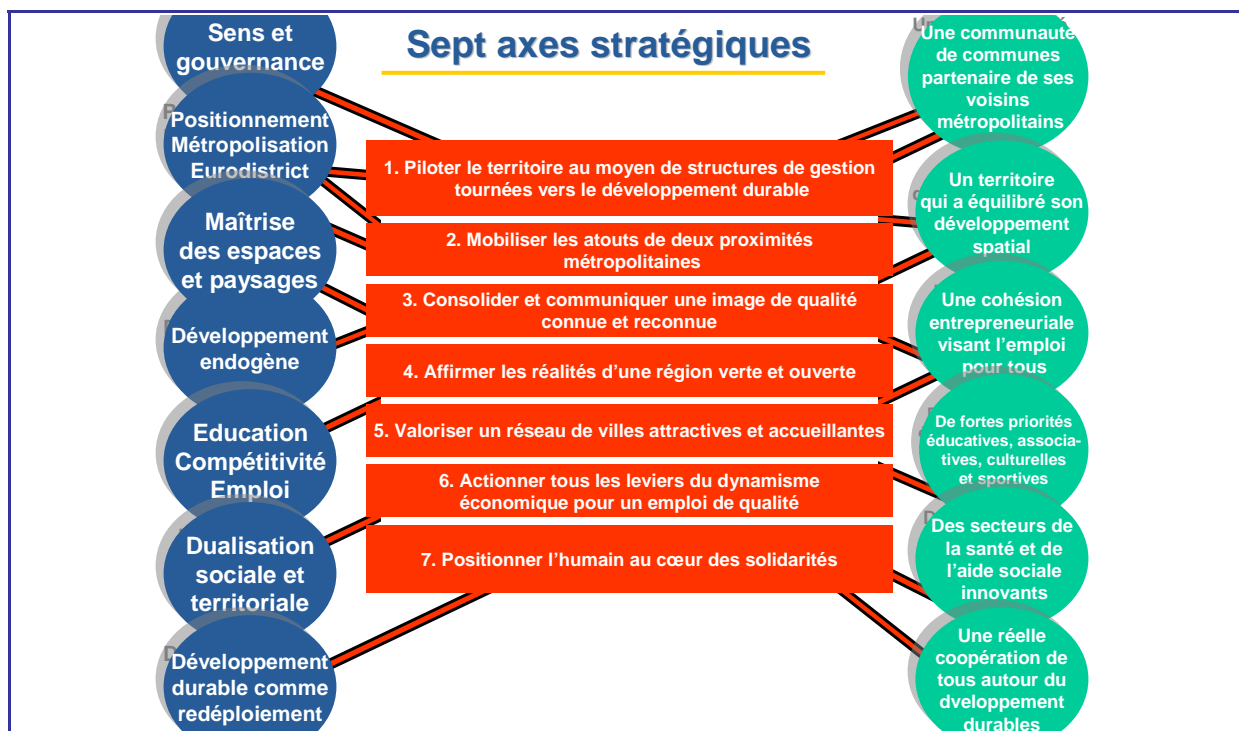 Sept axes stratégiques
Sens et
gouvernance
Positionnement
Métropolisation
Eurodistrict
Maîtrise
des espaces
et paysages
Développement
endogène
Education
Compétitivité
Emploi
Dualisation
sociale et
territoriale
Développement
durable comme
redéploiement
1. Piloter le territoire au moyen de structures de gestion
tournées vers le développement durable
2. Mobiliser les atouts de deux proximités
métropolitaines
3. Consolider et communiquer une image de qualité
connue et reconnue
4. Affirmer les réalités d’une région verte et ouverte
5. Valoriser un réseau de villes attractives et accueillantes
6. Actionner tous les leviers du dynamisme
économique pour un emploi de qualité
7. Positionner l’humain au cœur des solidarités
Une communauté
de communes
partenaire de ses
voisins
métropolitains
Un territoire
qui a équilibré son
développement
spatial
Une cohésion
entrepreneuriale
visant l’emploi
pour tous
De fortes priorités
éducatives, associa-
tives, culturelles
et sportives
Des secteurs de
la santé et de
l’aide sociale
innovants
Une réelle
coopération de
tous autour du
dveloppement
durables